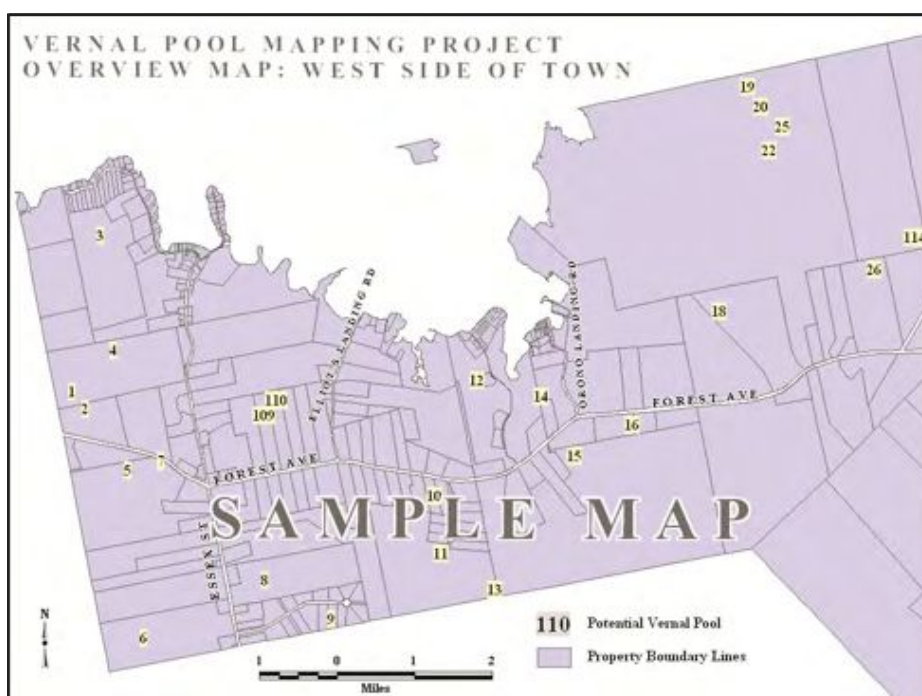 VERNAL POOL MAPPING PROJECT
OVERVIEW MAP: WEST SIDE OF TOWN
19
20
25
22
3
114
26
ELLIOTS LANDING RD
ORONO LANDING RD
18
4
12
1
2
110
109
14
FOREST AVE
16
5
7
15
FOREST AVE
10
SAMPLE MAP
ESSEX ST
11
8
13
9
6
N
110 Potential Vernal Pool
Property Boundary Lines
1 0 1 2
Miles